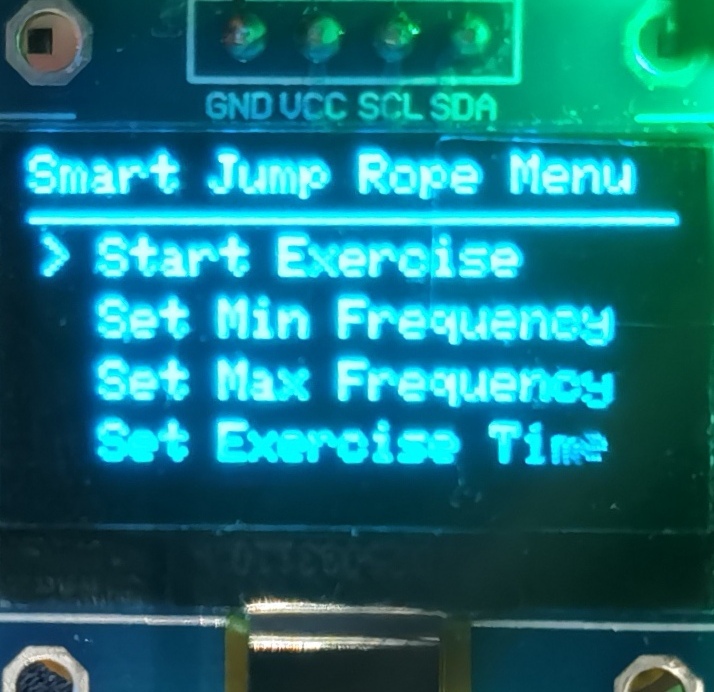 GND VCC SCL SDA
Smart Jump Rope Menu
> Start Exercise
Set Min Frequency
Set Max Frequency
Set Exercise Time